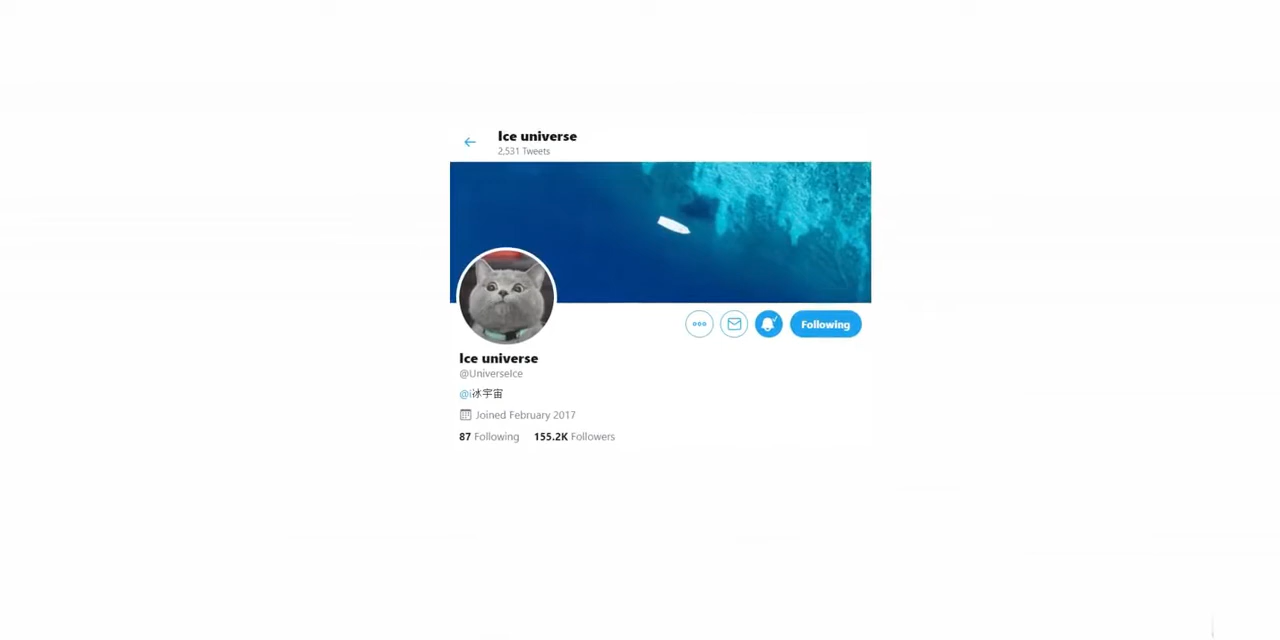 Ice universe
2,531 Tweets
Following
Ice universe
@UniverseIce
@i冰宇宙
Joined February 2017
87 Following 155.2K Followers